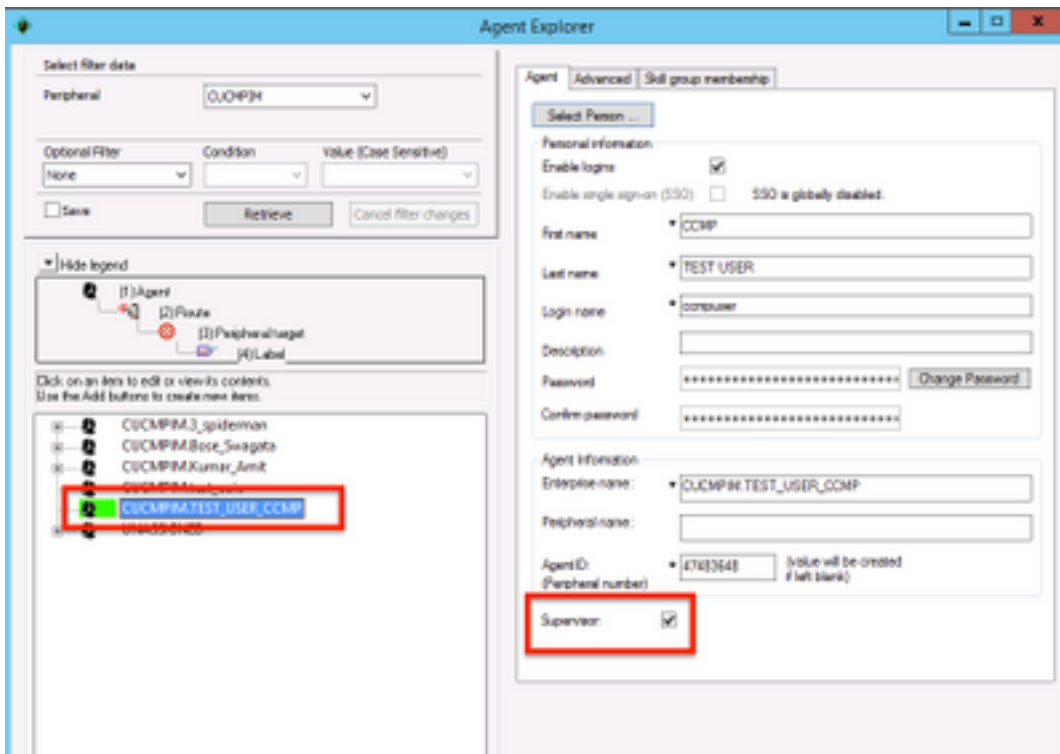 Agent Explorer
Select filter data
Peripheral
CUCMPIM
Optional Filter
Condition
Value (Case Sensitive)
None
Save
Retrieve
Cancel filter changes
Hide legend
(1) Agent
(2) Route
(3) Peripheral target
(4) Label
Click on an item to edit or view its contents.
Use the Add buttons to create new items.
CUCMPIM.3_spiderman
CUCMPIM.Bose_Swagata
CUCMPIM.Kumar_Amit
CUCMPIM.TEST_USER_CCMP
UNASSIGNED
Agent
Advanced
Skill group membership
Select Person ...
Personal information
Enable logins
Enable single sign-on (SSO)
SSO is globally disabled.
First name
* CCMP
Last name
* TEST USER
Login name
* ccmpuser
Description
Password
Change Password
Confirm password
Agent Information
Enterprise name:
* CUCMPIM.TEST_USER_CCMP
Peripheral name:
Agent ID:
(Peripheral number)
* 47483648
(value will be created
if left blank)
Supervisor: